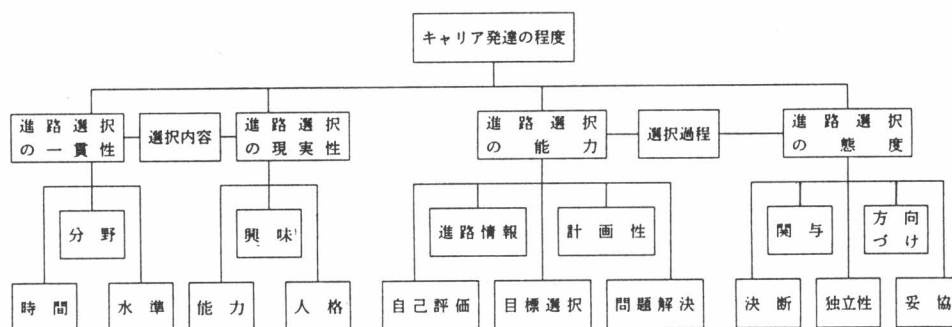 キャリア発達の程度
進路選択
の一貫性
選択内容
進路選択
の現実性
進路選択
の能力
選択過程
進路選択
の態度
分野
興味
進路情報
計画性
関与
方向
づけ
時間
水準
能力
人格
自己評価
目標選択
問題解決
決断
独立性
妥協